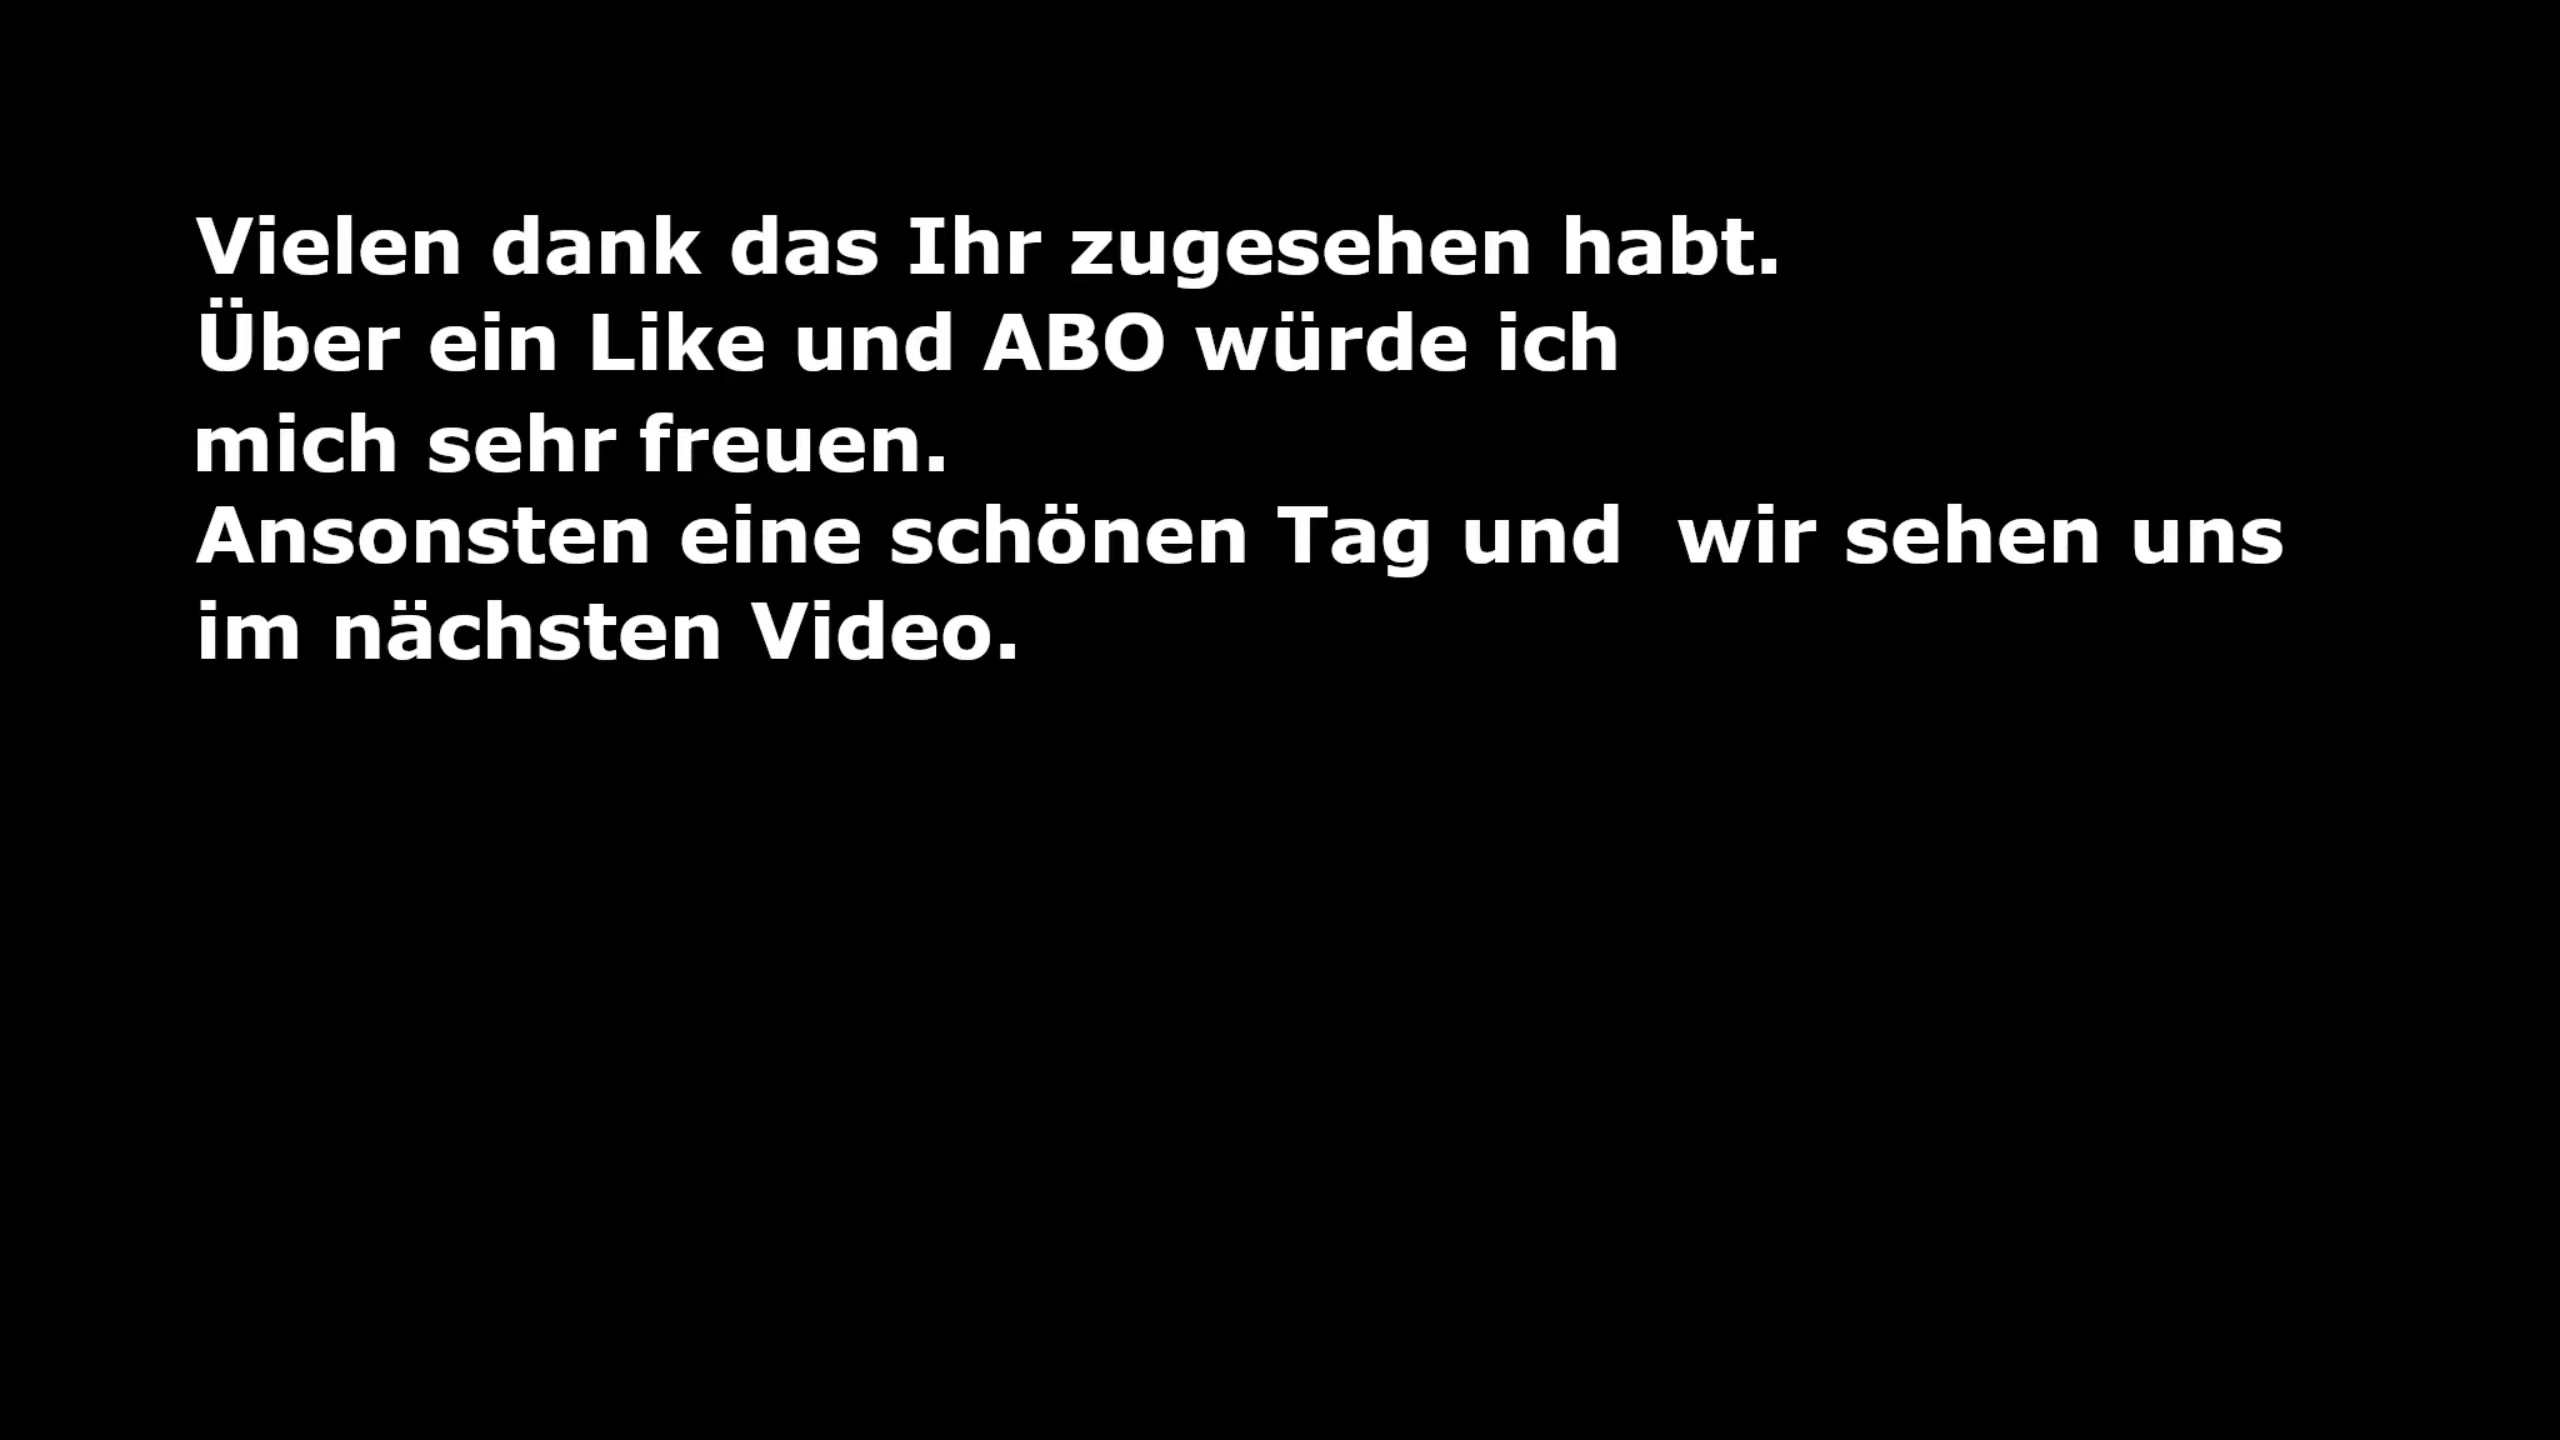 Vielen dank das Ihr zugesehen habt.
Über ein Like und ABO würde ich
mich sehr freuen.
Ansonsten eine schönen Tag und  wir sehen uns
im nächsten Video.